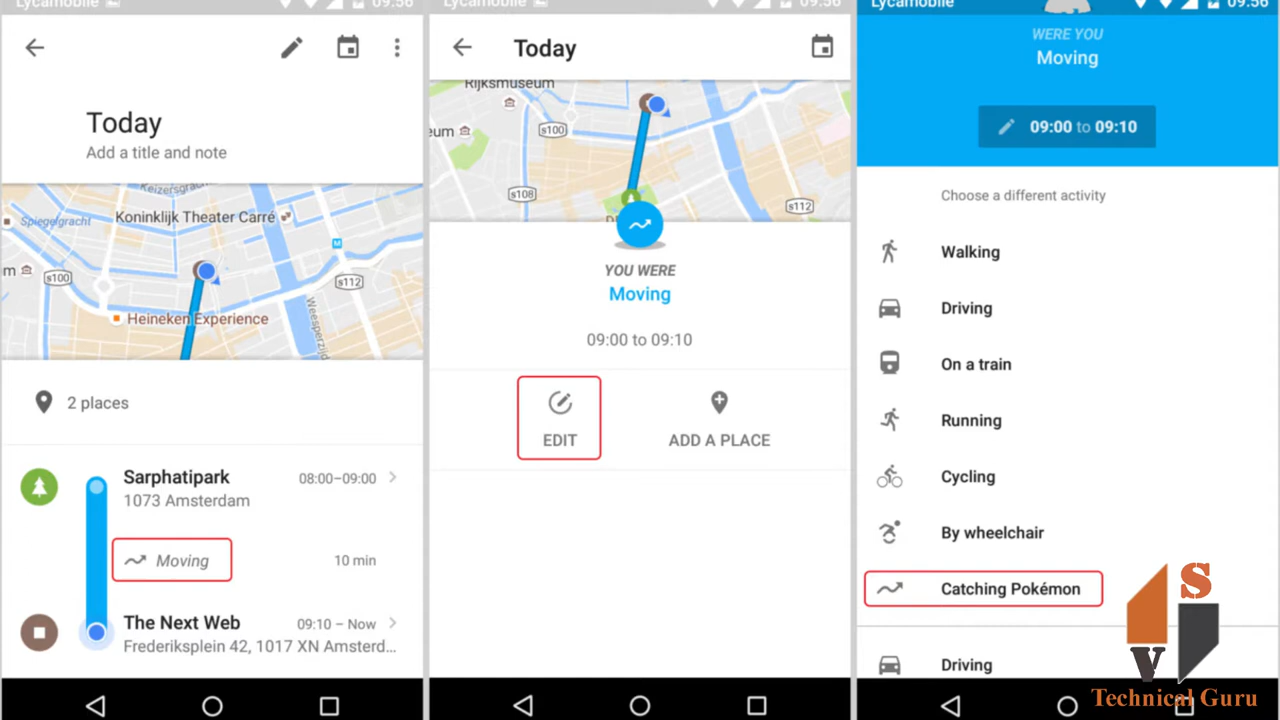 Lycamobile
09:56
Today
Add a title and note
Keizersgracht
Koninklijk Theater Carré
Spiegelgracht
M
m
s100
s112
Heineken Experience
Weesperzijd
2 places
Sarphatipark
08:00–09:00
1073 Amsterdam
Moving
10 min
The Next Web
09:10 – Now
Frederiksplein 42, 1017 XN Amsterd...
Lycamobile
09:56
Today
Rijksmuseum
eum
s100
s108
s112
YOU WERE
Moving
09:00 to 09:10
EDIT
ADD A PLACE
Lycamobile
09:56
WERE YOU
Moving
09:00 to 09:10
Choose a different activity
Walking
Driving
On a train
Running
Cycling
By wheelchair
Catching Pokémon
Driving
V S
Technical Guru